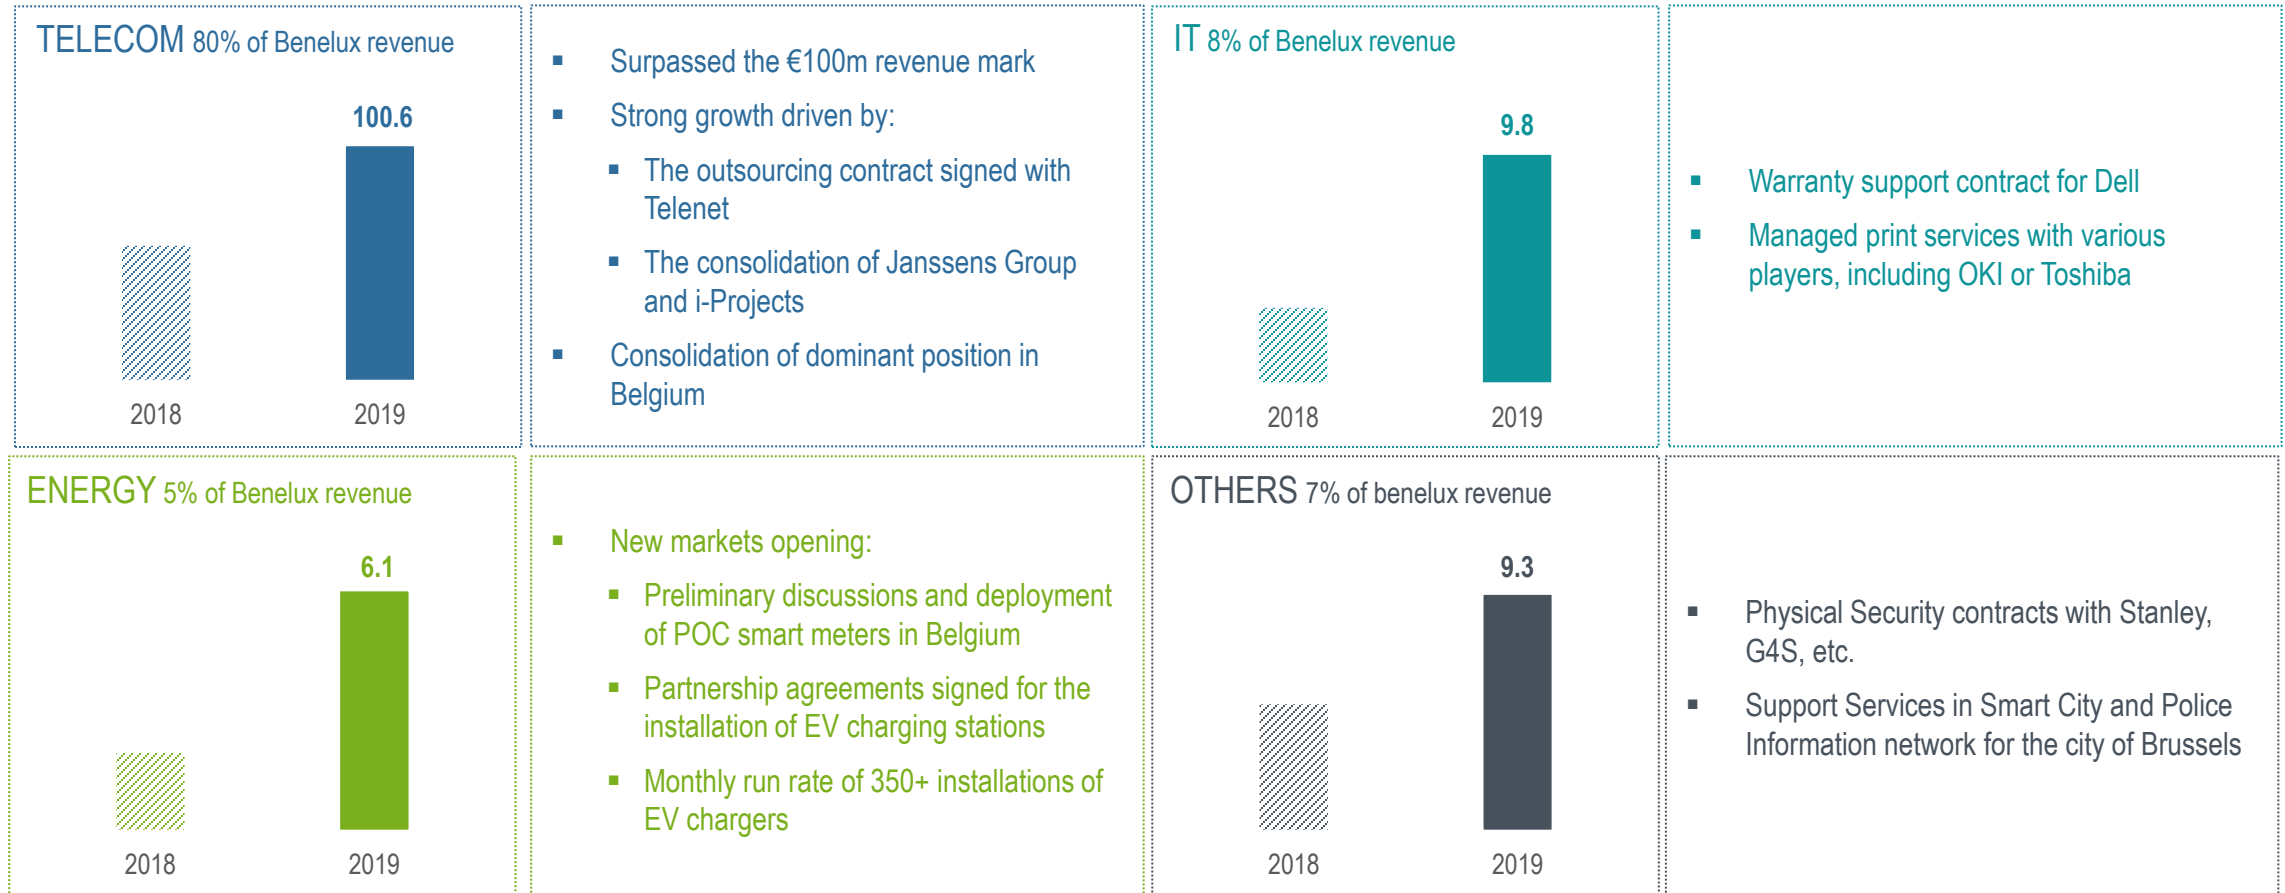 TELECOM 80% of Benelux revenue
100.6
2018 2019
▪ Surpassed the €100m revenue mark
▪ Strong growth driven by:
▪ The outsourcing contract signed with
Telenet
▪ The consolidation of Janssens Group
and i-Projects
▪ Consolidation of dominant position in
Belgium
IT 8% of Benelux revenue
9.8
2018 2019
▪ Warranty support contract for Dell
▪ Managed print services with various
players, including OKI or Toshiba
ENERGY 5% of Benelux revenue
6.1
2018 2019
▪ New markets opening:
▪ Preliminary discussions and deployment
of POC smart meters in Belgium
▪ Partnership agreements signed for the
installation of EV charging stations
▪ Monthly run rate of 350+ installations of
EV chargers
OTHERS 7% of benelux revenue
9.3
2018 2019
▪ Physical Security contracts with Stanley,
G4S, etc.
▪ Support Services in Smart City and Police
Information network for the city of Brussels